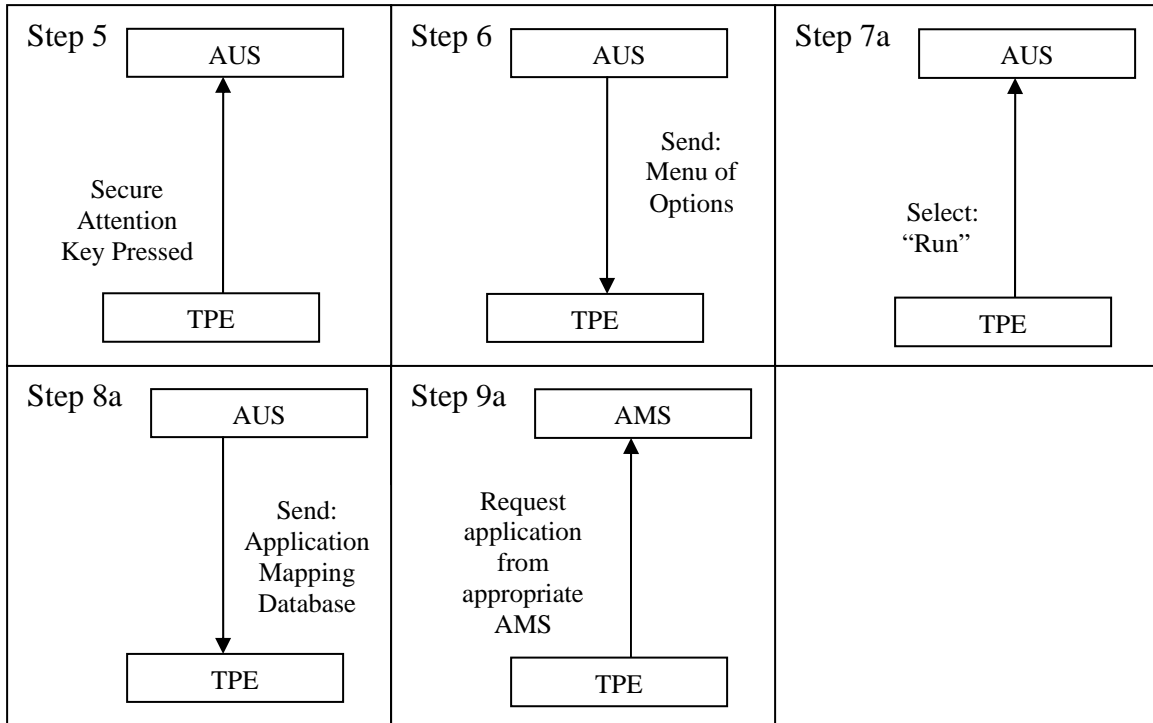 Step 5
AUS
Secure
Attention
Key Pressed
TPE
Step 6
AUS
Send:
Menu of
Options
TPE
Step 7a
AUS
Select:
“Run”
TPE
Step 8a
AUS
Send:
Application
Mapping
Database
TPE
Step 9a
AMS
Request
application
from
appropriate
AMS
TPE